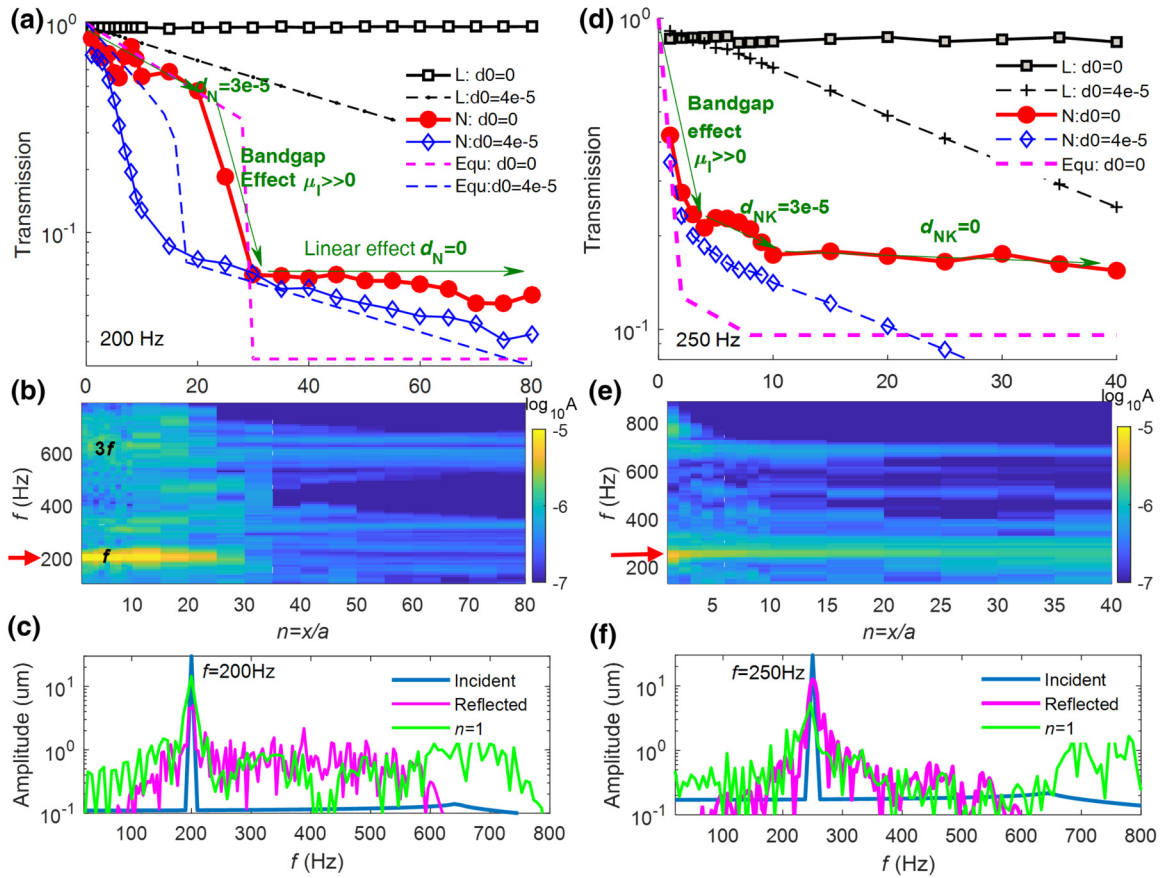 (a)
10^0
Transmission
10^-1
d_N=3e-5
Bandgap
Effect μ_I>>0
Linear effect d_N=0
200 Hz
L: d0=0
L:d0=4e-5
N: d0=0
N:d0=4e-5
Equ: d0=0
Equ:d0=4e-5
0 20 40 60 80
(d)
10^0
Transmission
10^-1
Bandgap
effect
μ_I>>0
d_NK=3e-5
d_NK=0
250 Hz
L: d0=0
L:d0=4e-5
N:d0=0
N:d0=4e-5
Equ: d0=0
0 10 20 30 40
(b)
f (Hz)
600
400
200
3f
f
10 20 30 40 50 60 70 80
n=x/a
log_10A
-5
-6
-7
(e)
f (Hz)
800
600
400
200
5 10 15 20 25 30 35 40
n=x/a
log_10A
-5
-6
-7
(c)
Amplitude (um)
10^1
10^0
10^-1
f=200Hz
Incident
Reflected
n=1
100 200 300 400 500 600 700 800
f (Hz)
(f)
Amplitude (um)
10^1
10^0
10^-1
f=250Hz
Incident
Reflected
n=1
100 200 300 400 500 600 700 800
f (Hz)